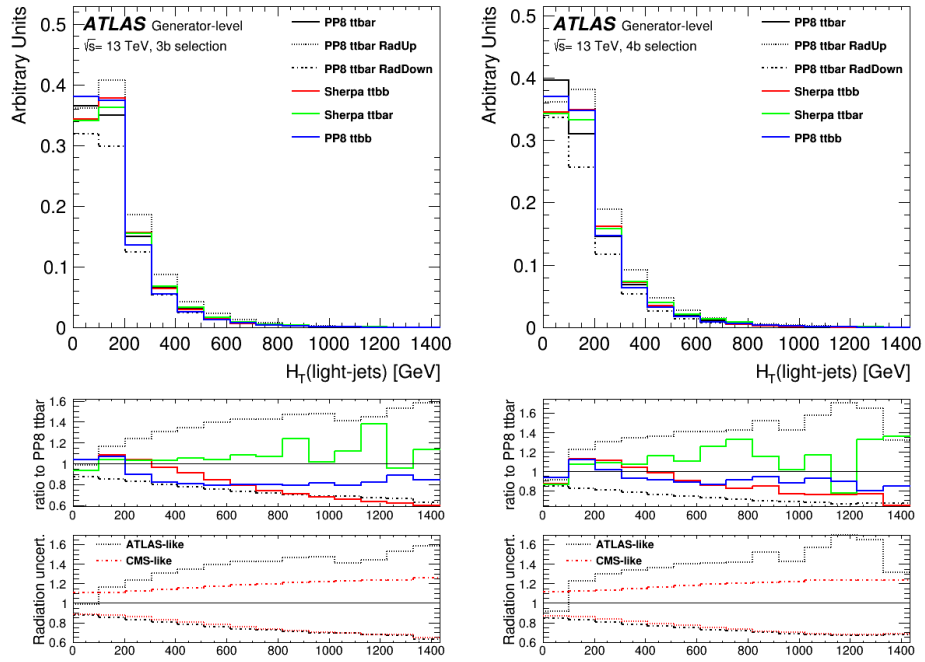 Arbitrary Units
ATLAS Generator-level
√s= 13 TeV, 3b selection
PP8 ttbar
PP8 ttbar RadUp
PP8 ttbar RadDown
Sherpa ttbb
Sherpa ttbar
PP8 ttbb
0.5
0.4
0.3
0.2
0.1
0
0 200 400 600 800 1000 1200 1400
H_T(light-jets) [GeV]
ratio to PP8 ttbar
1.6
1.4
1.2
1
0.8
0.6
0 200 400 600 800 1000 1200 1400
Radiation uncert.
ATLAS-like
CMS-like
1.6
1.4
1.2
1
0.8
0.6
0 200 400 600 800 1000 1200 1400
Arbitrary Units
ATLAS Generator-level
√s= 13 TeV, 4b selection
PP8 ttbar
PP8 ttbar RadUp
PP8 ttbar RadDown
Sherpa ttbb
Sherpa ttbar
PP8 ttbb
0.5
0.4
0.3
0.2
0.1
0
0 200 400 600 800 1000 1200 1400
H_T(light-jets) [GeV]
ratio to PP8 ttbar
1.6
1.4
1.2
1
0.8
0 200 400 600 800 1000 1200 1400
Radiation uncert.
ATLAS-like
CMS-like
1.6
1.4
1.2
1
0.8
0.6
0 200 400 600 800 1000 1200 1400